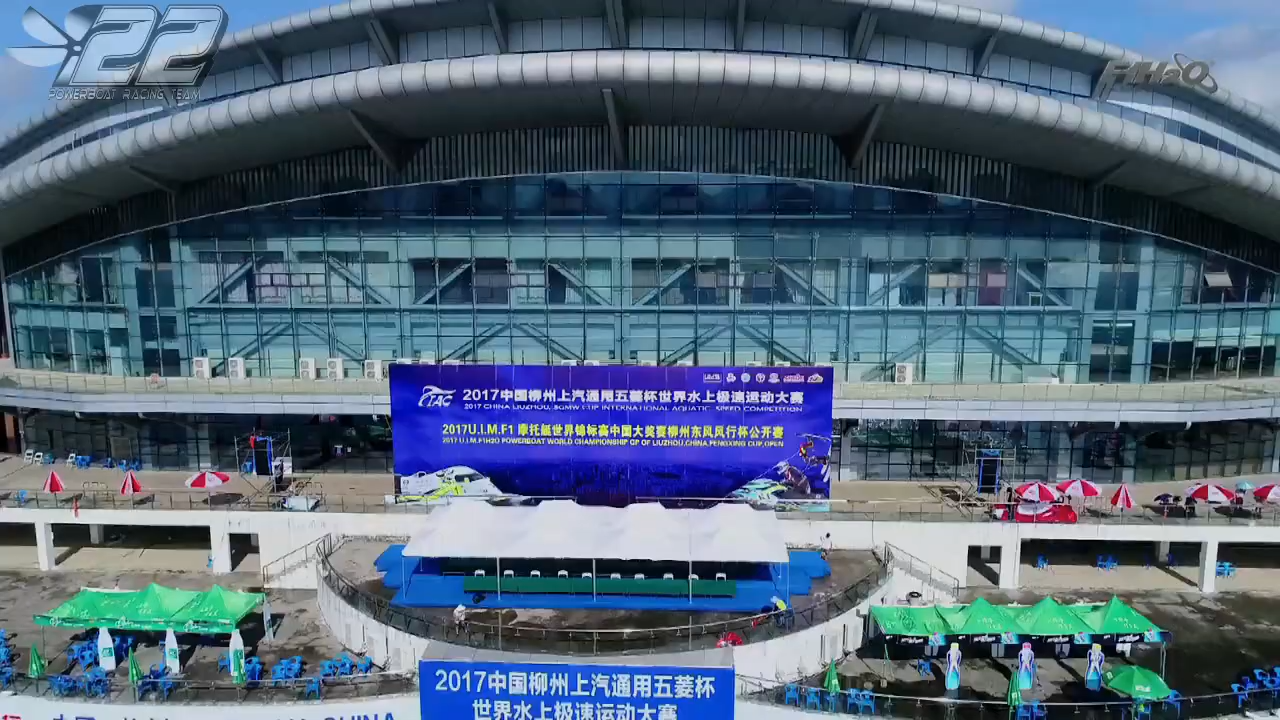 22
POWERBOAT RACING TEAM
F1H2O
TAG
2017中国柳州上汽通用五菱杯世界水上极速运动大赛
2017 CHINA LIUZHOU, SGMW CUP INTERNATIONAL AQUATIC SPEED COMPETITION
2017U.I.M.F1 摩托艇世界锦标赛中国大奖赛柳州东风风行杯公开赛
2017 U.I.M.F1H2O POWERBOAT WORLD CHAMPIONSHIP GP OF LIUZHOU,CHINA FENGXING CUP OPEN
2017中国柳州上汽通用五菱杯
世界水上极速运动大赛
CHINA